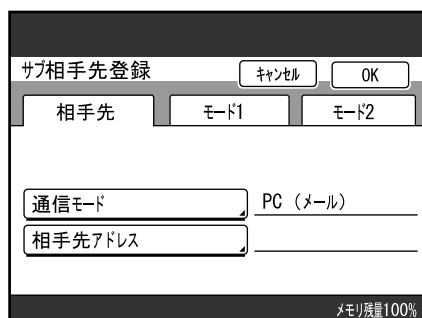 サブ相手先登録 ｷｬﾝｾﾙ OK
相手先 ﾓｰﾄﾞ1 ﾓｰﾄﾞ2
通信ﾓｰﾄﾞ PC (メール)
相手先ｱﾄﾞﾚｽ
メモリ残量100%